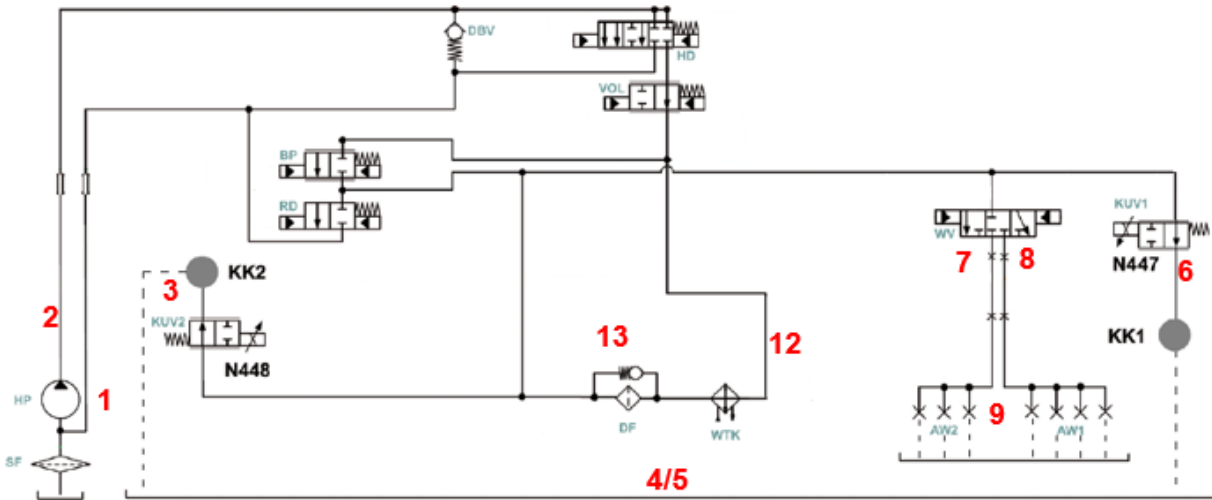 DBV
HD
VOL
BP
RD
KUV1
WV
N447
7
8
6
3
KK2
2
KUV2
N448
13
12
KK1
HP
1
DF
WTK
AW2
9
AW1
SF
4/5